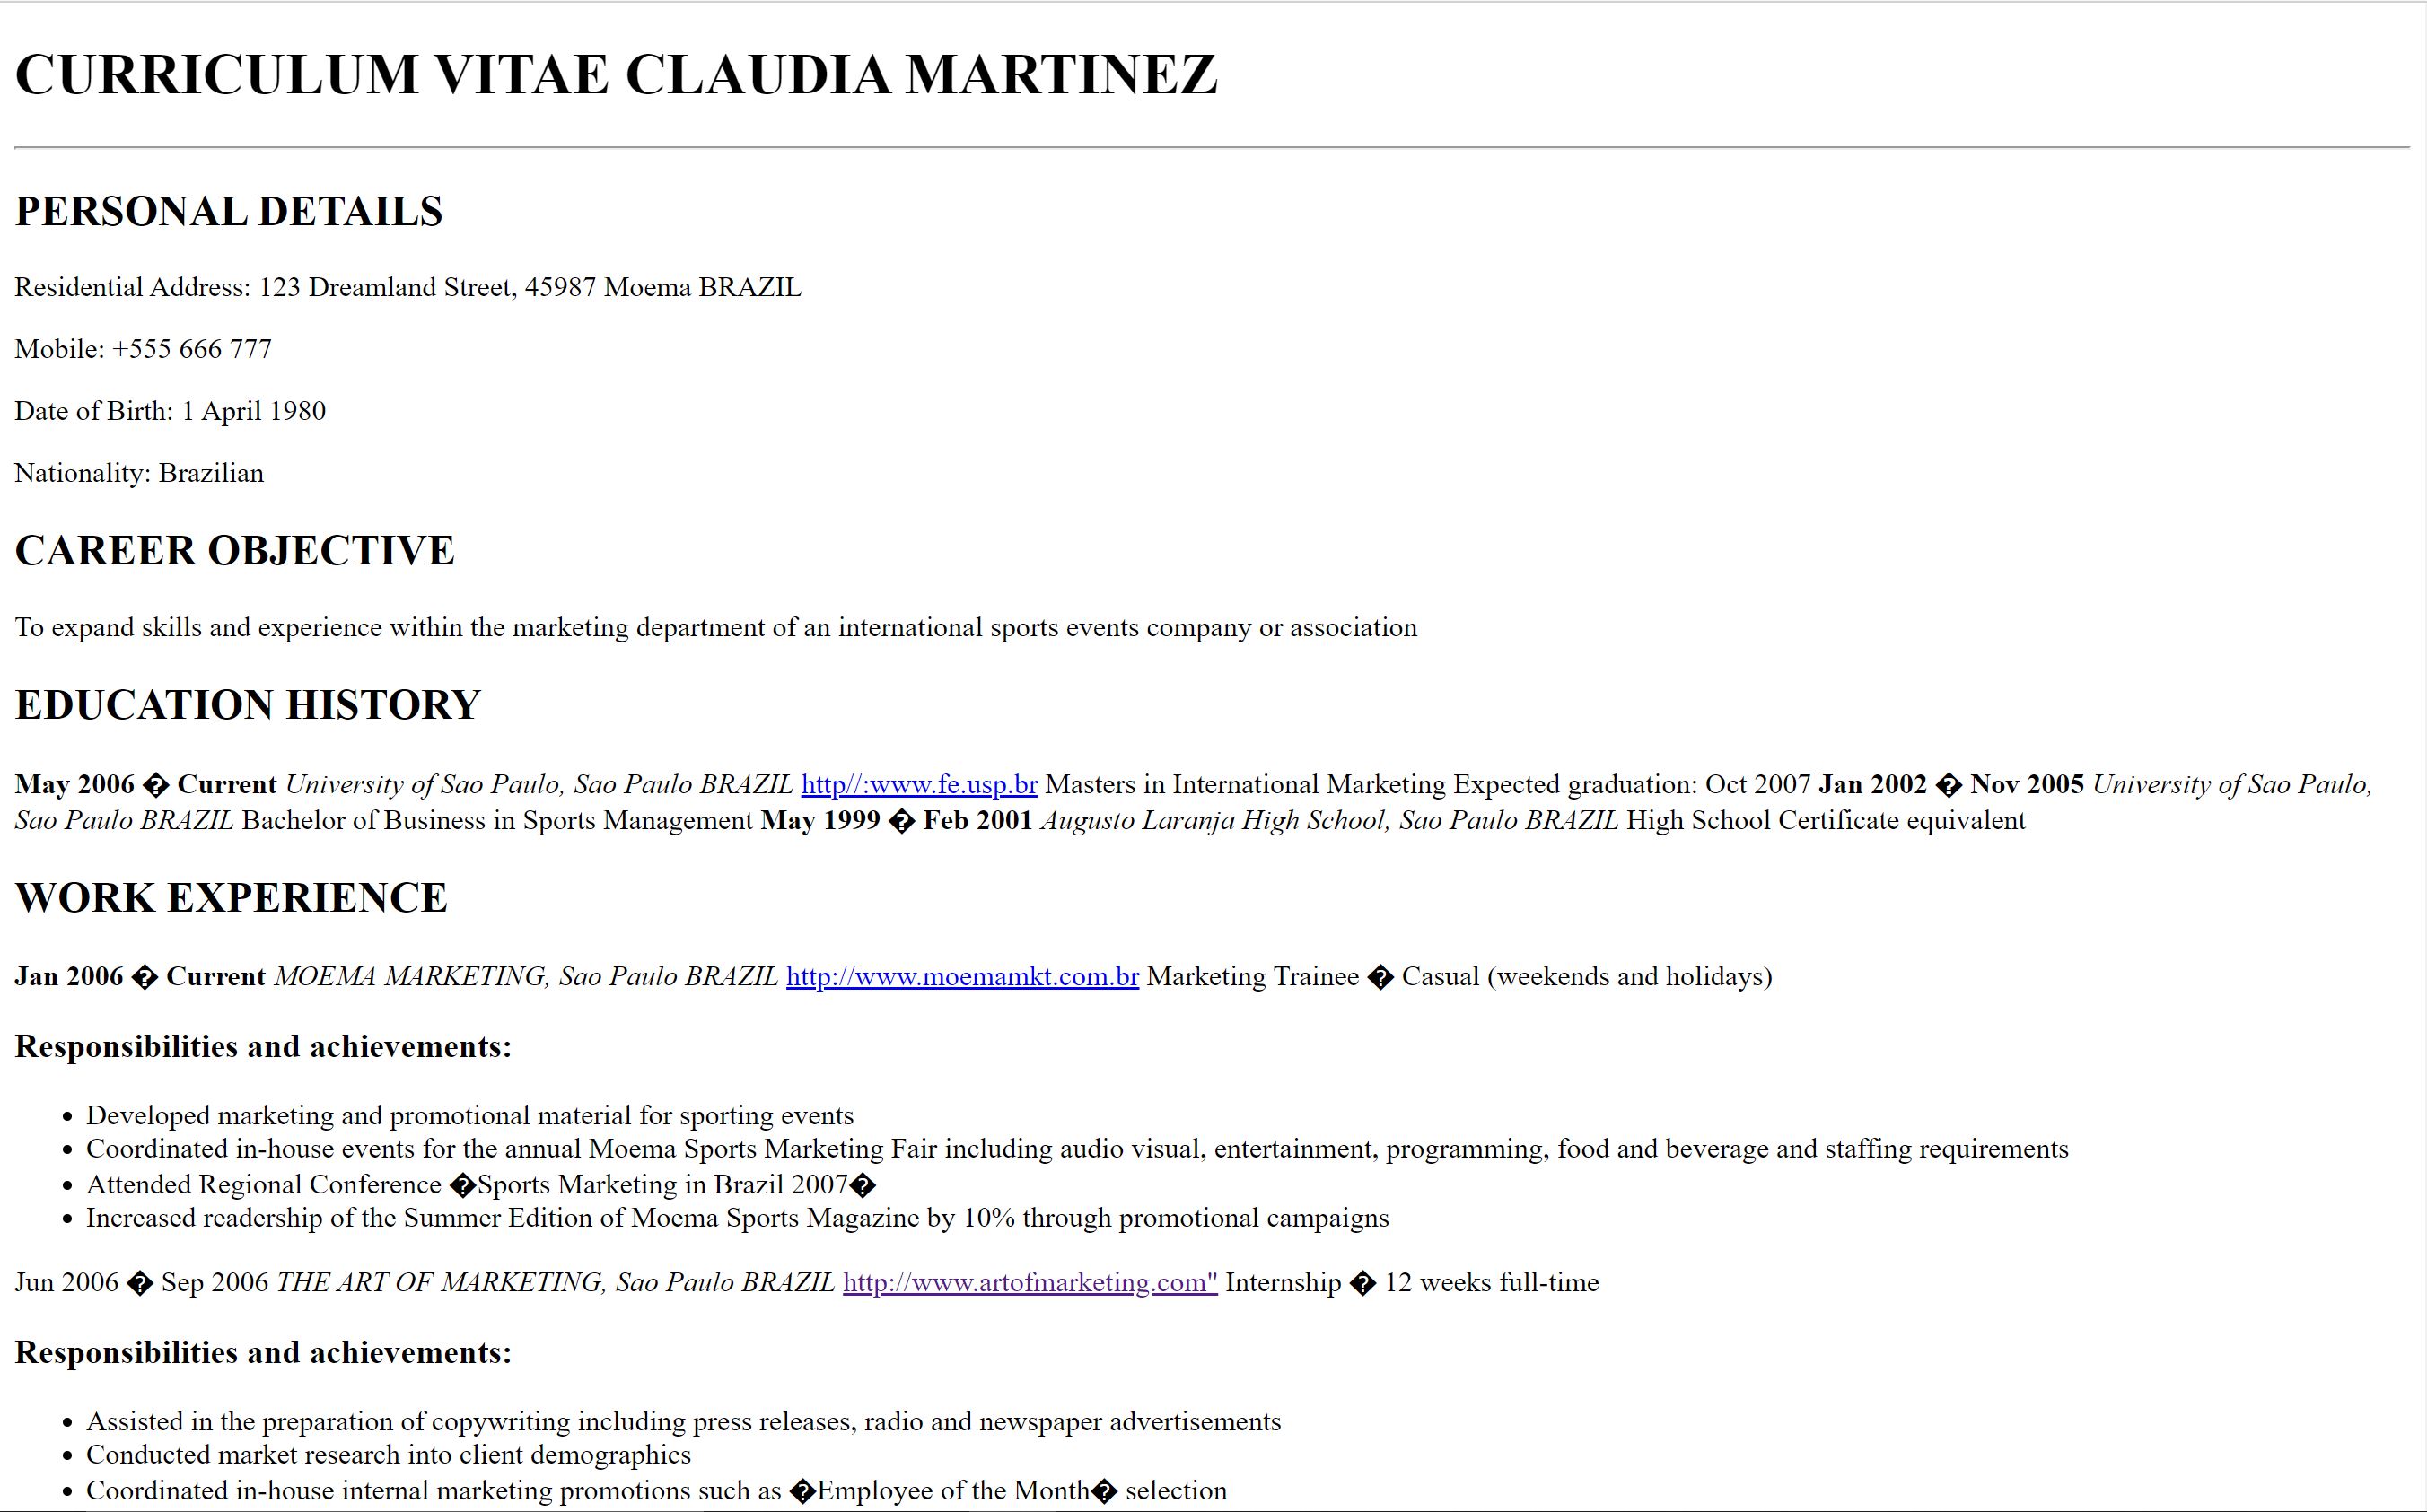 CURRICULUM VITAE CLAUDIA MARTINEZ
PERSONAL DETAILS
Residential Address: 123 Dreamland Street, 45987 Moema BRAZIL
Mobile: +555 666 777
Date of Birth: 1 April 1980
Nationality: Brazilian
CAREER OBJECTIVE
To expand skills and experience within the marketing department of an international sports events company or association
EDUCATION HISTORY
May 2006 � Current University of Sao Paulo, Sao Paulo BRAZIL http//:www.fe.usp.br Masters in International Marketing Expected graduation: Oct 2007 Jan 2002 � Nov 2005 University of Sao Paulo,
Sao Paulo BRAZIL Bachelor of Business in Sports Management May 1999 � Feb 2001 Augusto Laranja High School, Sao Paulo BRAZIL High School Certificate equivalent
WORK EXPERIENCE
Jan 2006 � Current MOEMA MARKETING, Sao Paulo BRAZIL http://www.moemamkt.com.br Marketing Trainee � Casual (weekends and holidays)
Responsibilities and achievements:
• Developed marketing and promotional material for sporting events
• Coordinated in-house events for the annual Moema Sports Marketing Fair including audio visual, entertainment, programming, food and beverage and staffing requirements
• Attended Regional Conference �Sports Marketing in Brazil 2007�
• Increased readership of the Summer Edition of Moema Sports Magazine by 10% through promotional campaigns
Jun 2006 � Sep 2006 THE ART OF MARKETING, Sao Paulo BRAZIL http://www.artofmarketing.com" Internship � 12 weeks full-time
Responsibilities and achievements:
• Assisted in the preparation of copywriting including press releases, radio and newspaper advertisements
• Conducted market research into client demographics
• Coordinated in-house internal marketing promotions such as �Employee of the Month� selection